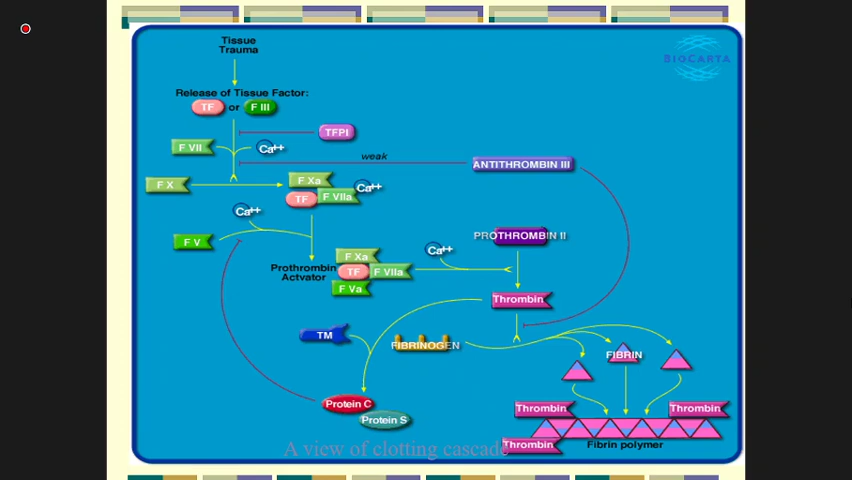 Tissue
Trauma
BIOCARTA
Release of Tissue Factor:
TF or F III
TFPI
F VII
Ca++
weak
ANTITHROMBIN III
F X
F Xa
Ca++
TF
F VIIa
Ca++
F V
PROTHROMBIN II
Ca++
F Xa
Prothrombin
Actvator
TF
F VIIa
F Va
Thrombin
TM
FIBRINOGEN
FIBRIN
Protein C
Protein S
Thrombin
Thrombin
Thrombin
Fibrin polymer
A view of clotting cascade